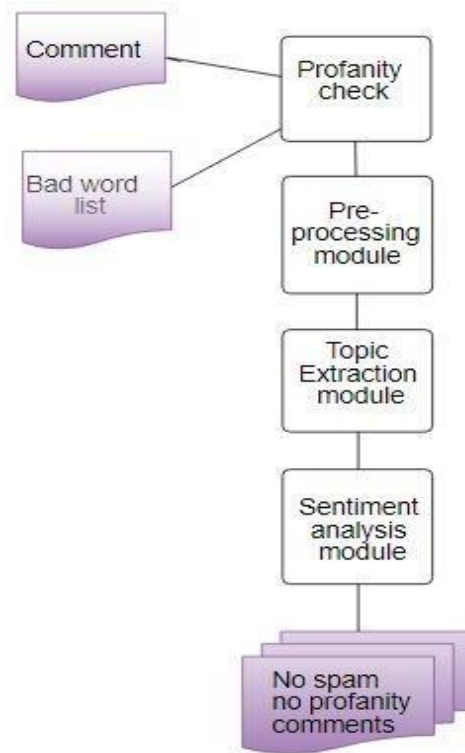 Comment
Profanity
check
Bad word
list
Pre-
processing
module
Topic
Extraction
module
Sentiment
analysis
module
No spam
no profanity
comments